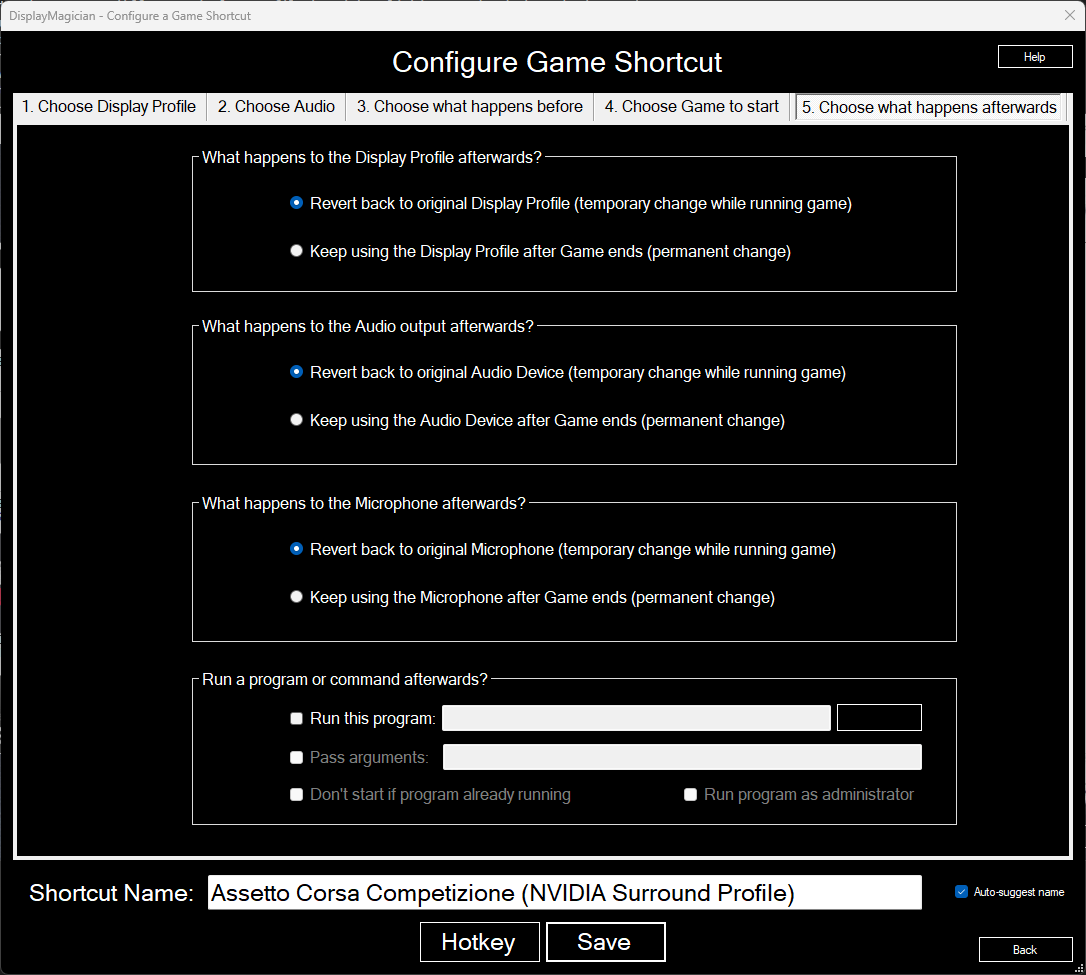 DisplayMagician - Configure a Game Shortcut
Configure Game Shortcut
Help
1. Choose Display Profile
2. Choose Audio
3. Choose what happens before
4. Choose Game to start
5. Choose what happens afterwards
What happens to the Display Profile afterwards?
Revert back to original Display Profile (temporary change while running game)
Keep using the Display Profile after Game ends (permanent change)
What happens to the Audio output afterwards?
Revert back to original Audio Device (temporary change while running game)
Keep using the Audio Device after Game ends (permanent change)
What happens to the Microphone afterwards?
Revert back to original Microphone (temporary change while running game)
Keep using the Microphone after Game ends (permanent change)
Run a program or command afterwards?
Run this program:
Pass arguments:
Don't start if program already running
Run program as administrator
Shortcut Name:
Assetto Corsa Competizione (NVIDIA Surround Profile)
Auto-suggest name
Hotkey
Save
Back